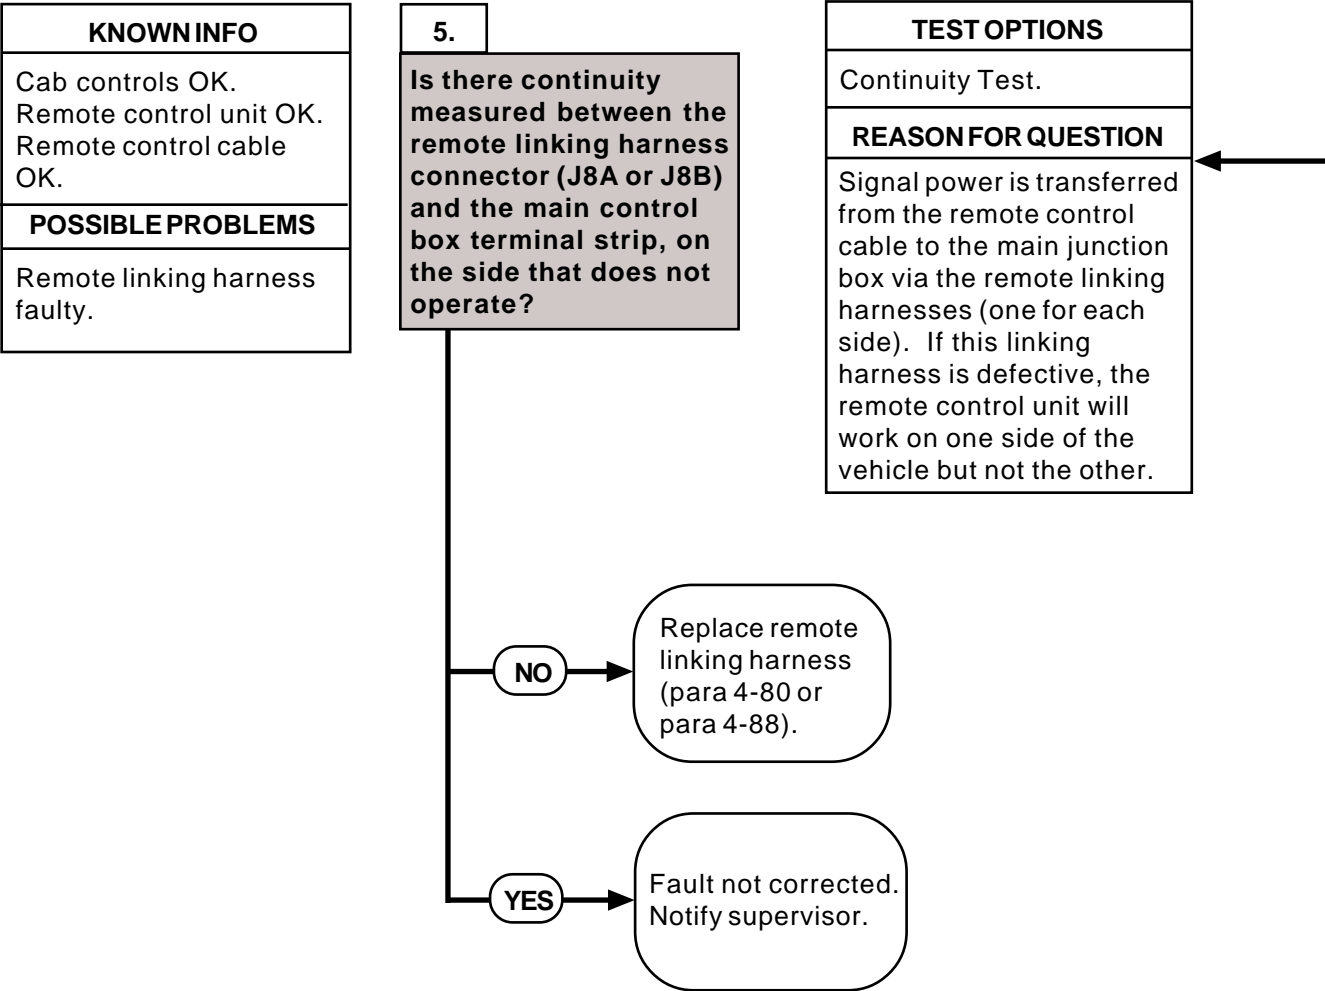 KNOWN INFO
Cab controls OK.
Remote control unit OK.
Remote control cable
OK.
POSSIBLE PROBLEMS
Remote linking harness
faulty.
5.
Is there continuity
measured between the
remote linking harness
connector (J8A or J8B)
and the main control
box terminal strip, on
the side that does not
operate?
TEST OPTIONS
Continuity Test.
REASON FOR QUESTION
Signal power is transferred
from the remote control
cable to the main junction
box via the remote linking
harnesses (one for each
side). If this linking
harness is defective, the
remote control unit will
work on one side of the
vehicle but not the other.
NO
Replace remote
linking harness
(para 4-80 or
para 4-88).
YES
Fault not corrected.
Notify supervisor.